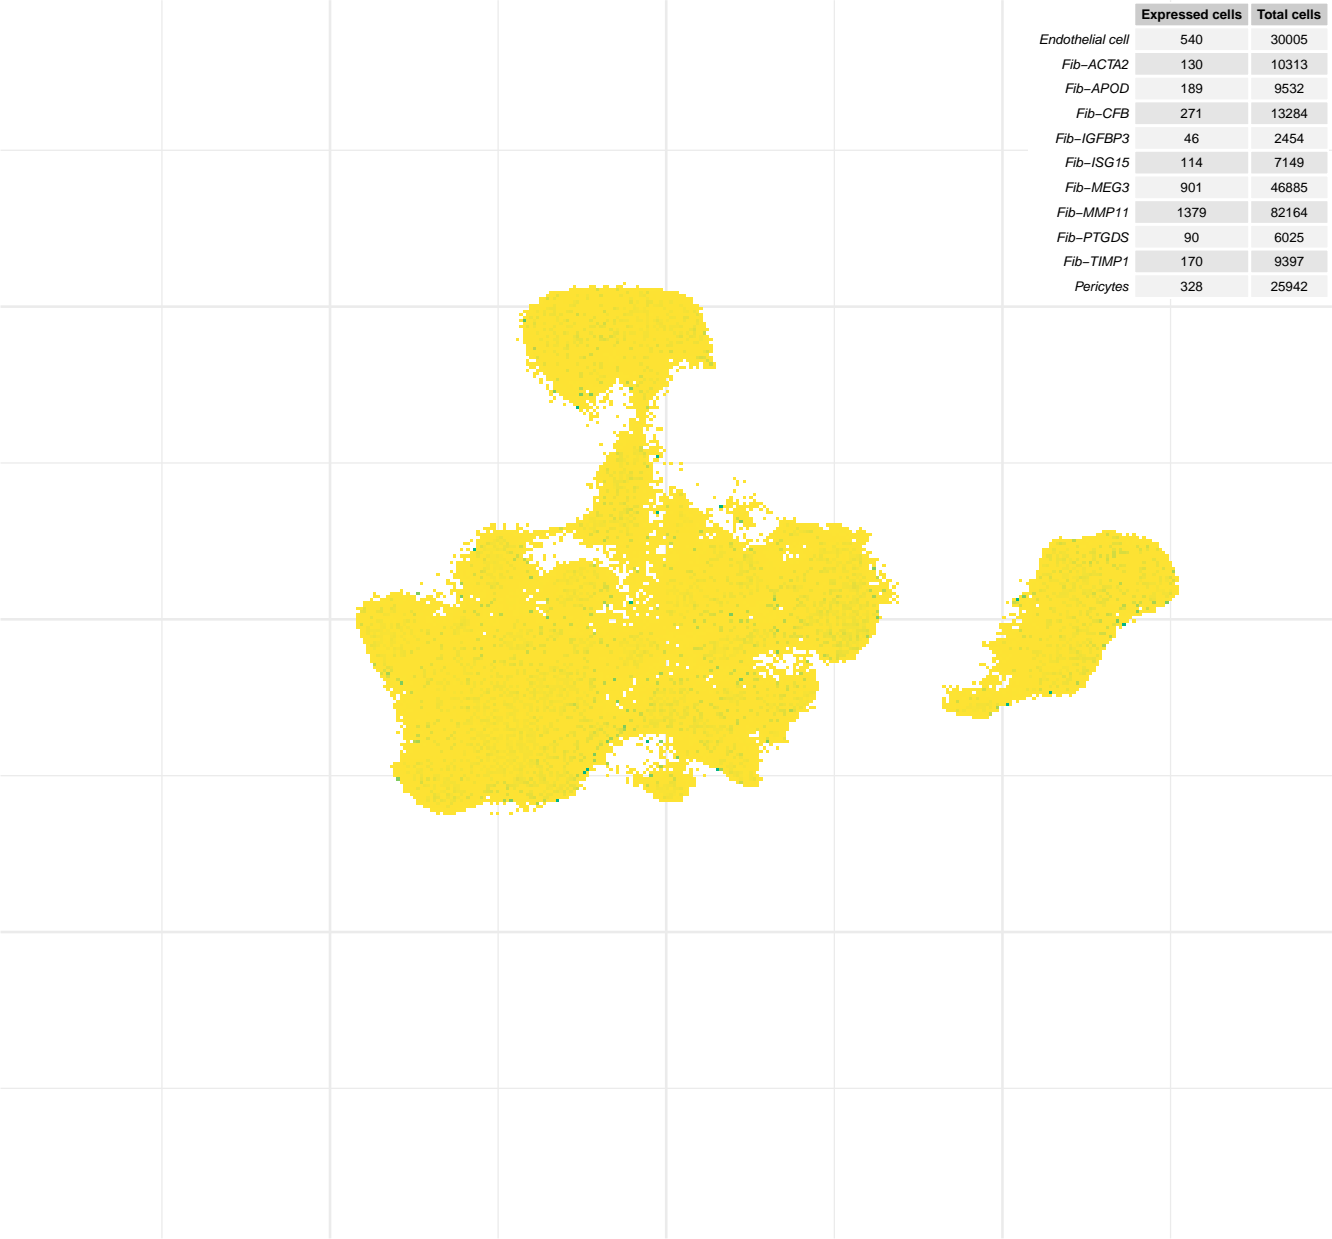 Expressed cells Total cells
Endothelial cell 540 30005
Fib−ACTA2 130 10313
Fib−APOD 189 9532
Fib−CFB 271 13284
Fib−IGFBP3 46 2454
Fib−ISG15 114 7149
Fib−MEG3 901 46885
Fib−MMP11 1379 82164
Fib−PTGDS 90 6025
Fib−TIMP1 170 9397
Pericytes 328 25942